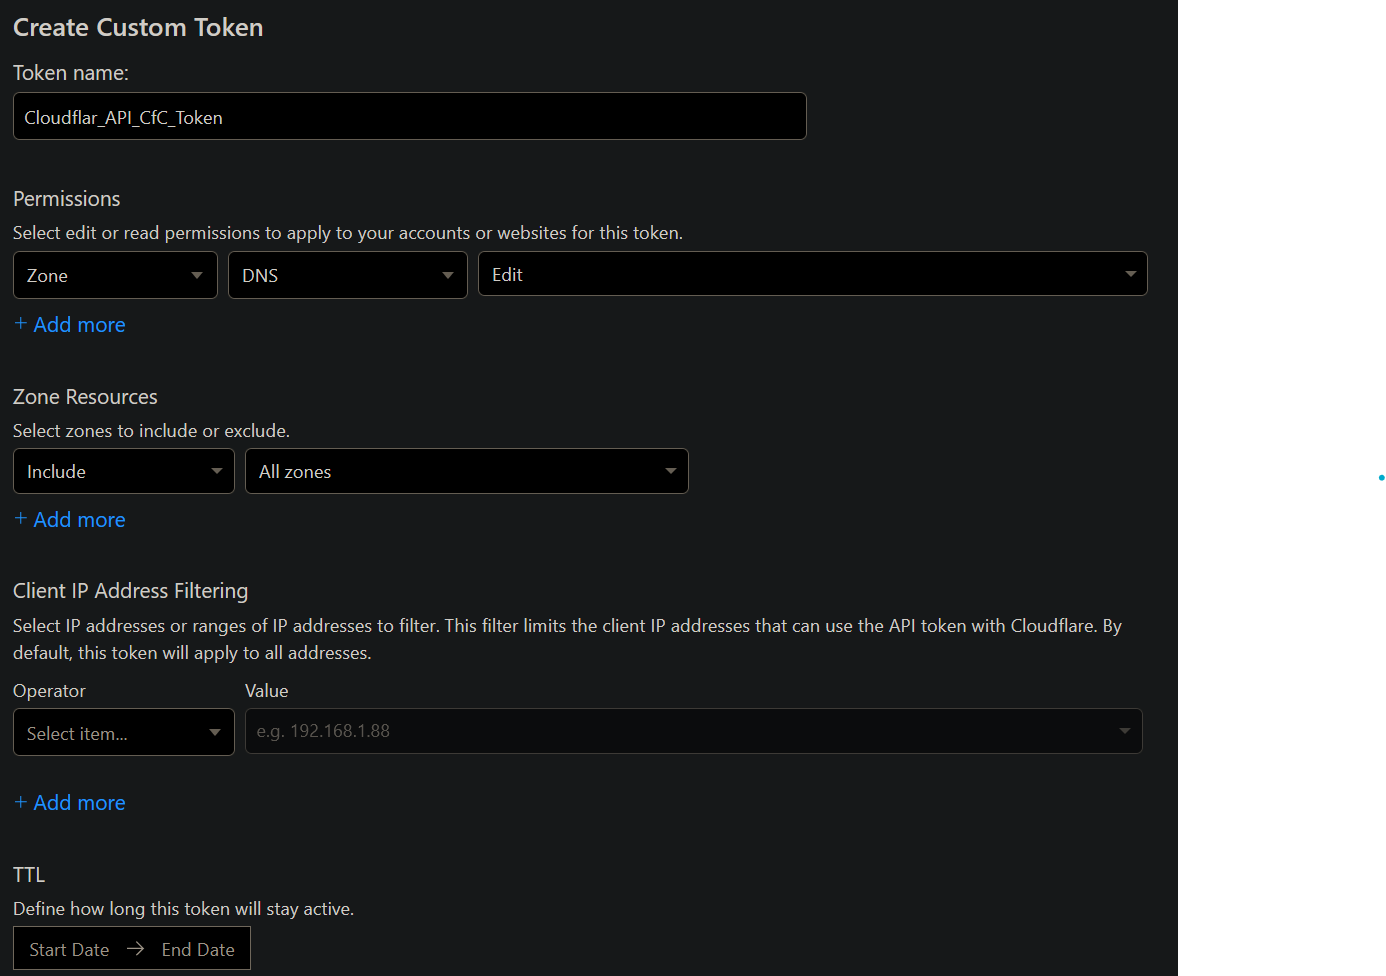 Create Custom Token
Token name:
Cloudflar_API_CfC_Token
Permissions
Select edit or read permissions to apply to your accounts or websites for this token.
Zone DNS Edit
+ Add more
Zone Resources
Select zones to include or exclude.
Include All zones
+ Add more
Client IP Address Filtering
Select IP addresses or ranges of IP addresses to filter. This filter limits the client IP addresses that can use the API token with Cloudflare. By
default, this token will apply to all addresses.
Operator Value
Select item... e.g. 192.168.1.88
+ Add more
TTL
Define how long this token will stay active.
Start Date → End Date